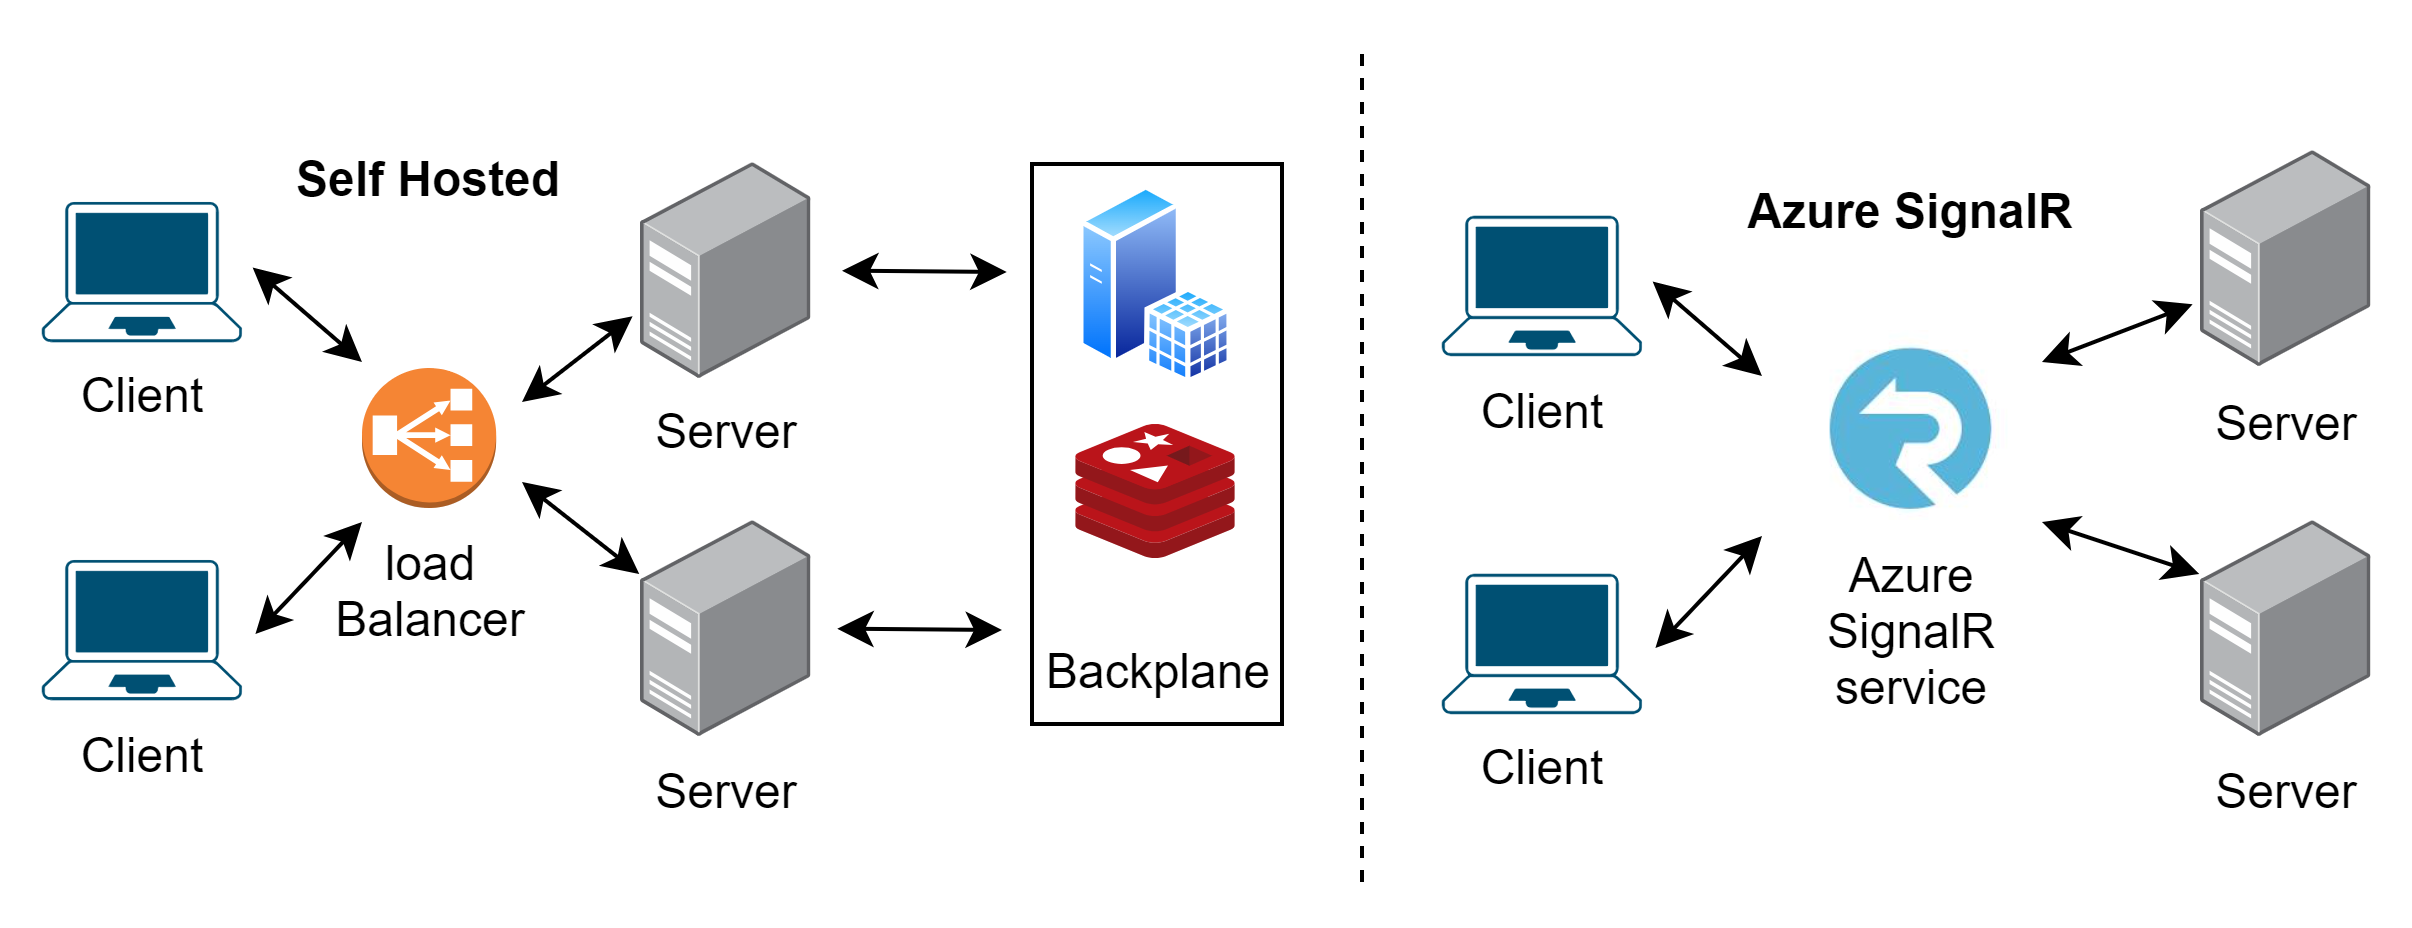 Self Hosted
Client
Server
load
Balancer
Client
Server
Backplane
Azure SignalR
Client
Server
Azure
SignalR
service
Client
Server